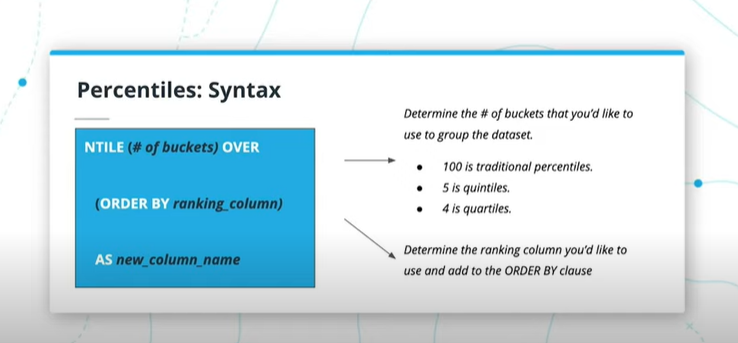 Percentiles: Syntax
NTILE (# of buckets) OVER
(ORDER BY ranking_column)
AS new_column_name
Determine the # of buckets that you'd like to
use to group the dataset.
• 100 is traditional percentiles.
• 5 is quintiles.
• 4 is quartiles.
Determine the ranking column you'd like to
use and add to the ORDER BY clause